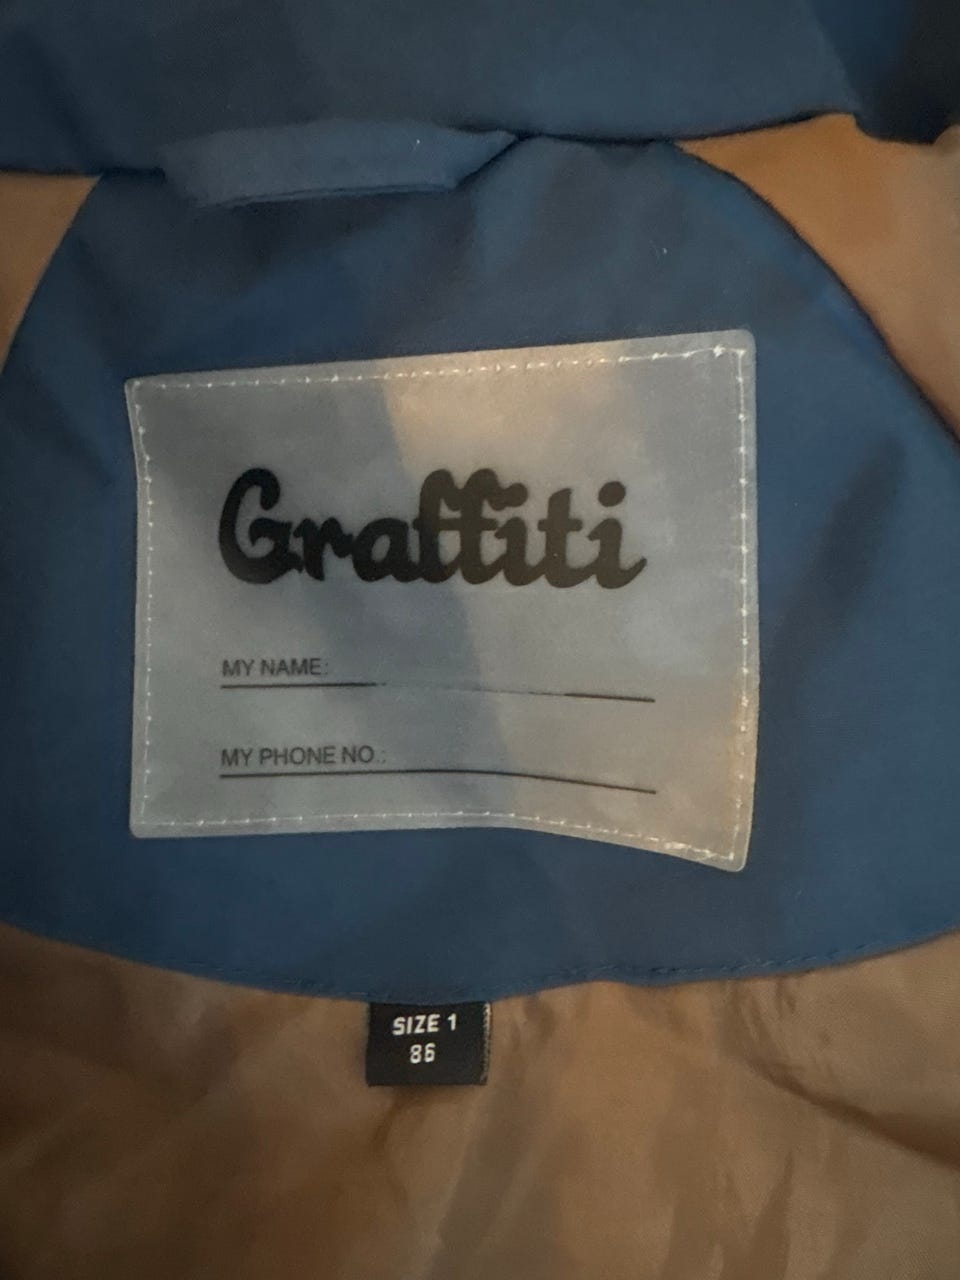 Graffiti
MY NAME:
MY PHONE NO.:
SIZE 1
86